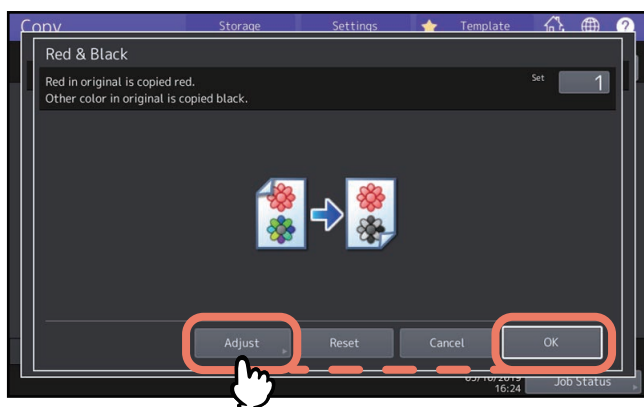 Copy
Storage
Settings
Template
?
Red & Black
Red in original is copied red.
Other color in original is copied black.
Set
1
Adjust
Reset
Cancel
OK
16:24
Job Status